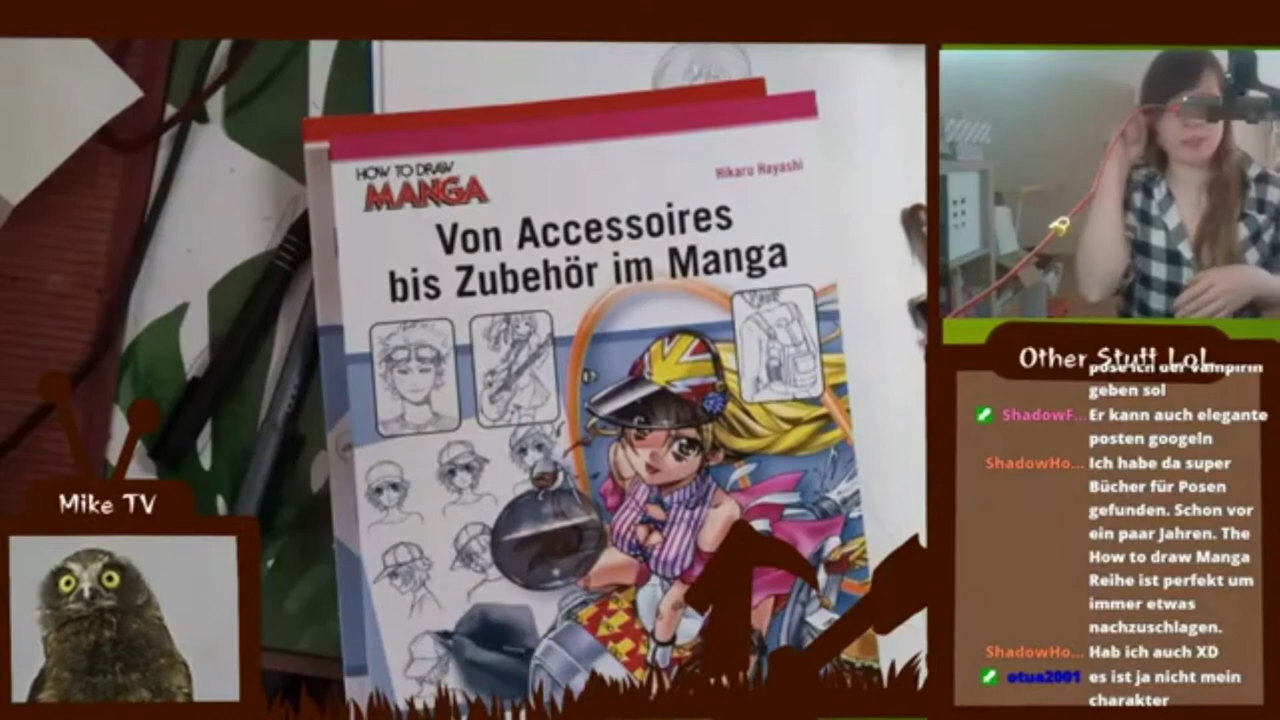 HOW TO DRAW
MANGA
Hikaru Hayashi
Von Accessoires
bis Zubehör im Manga
Mike TV
Other Stuff LoL
geben sol
ShadowF... Er kann auch elegante
posten googeln
ShadowHo... Ich habe da super
Bücher für Posen
gefunden. Schon vor
ein paar Jahren. The
How to draw Manga
Reihe ist perfekt um
immer etwas
nachzuschlagen.
ShadowHo... Hab ich auch XD
otua2001 es ist ja nicht mein
charakter